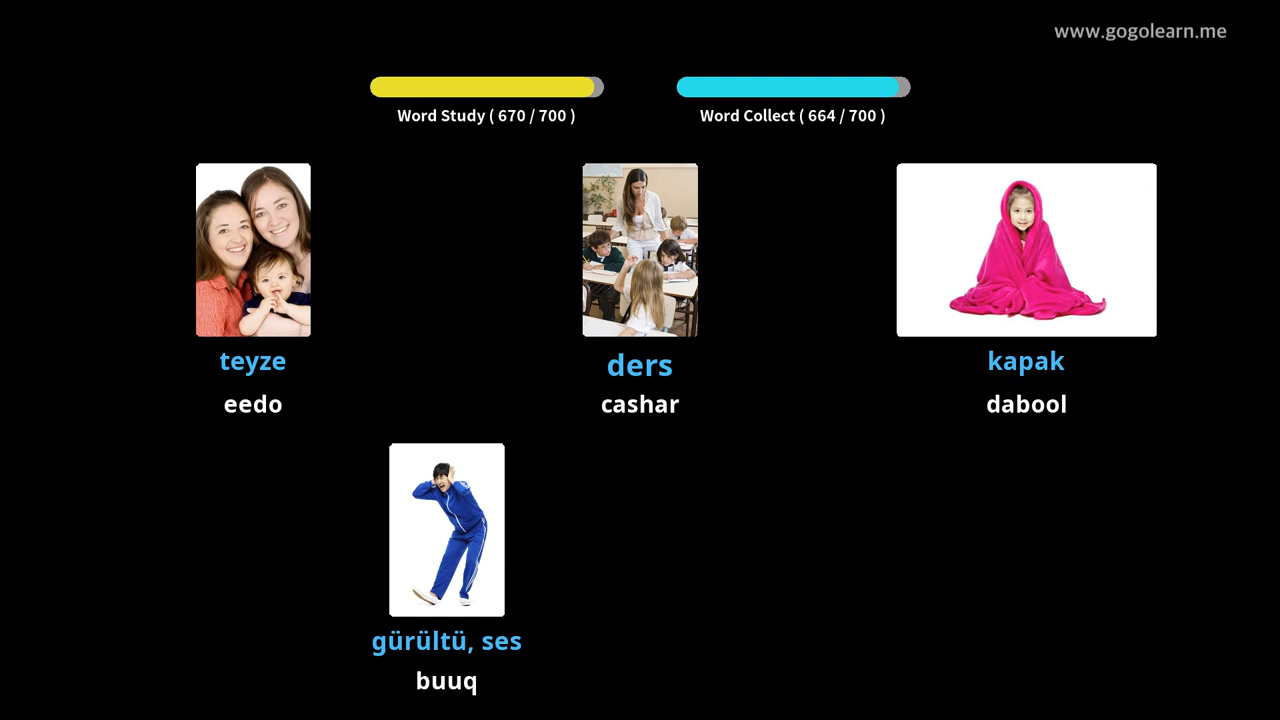 www.gogolearn.me
Word Study ( 670 / 700 )
Word Collect ( 664 / 700 )
teyze
eedo
ders
cashar
kapak
dabool
gürültü, ses
buuq